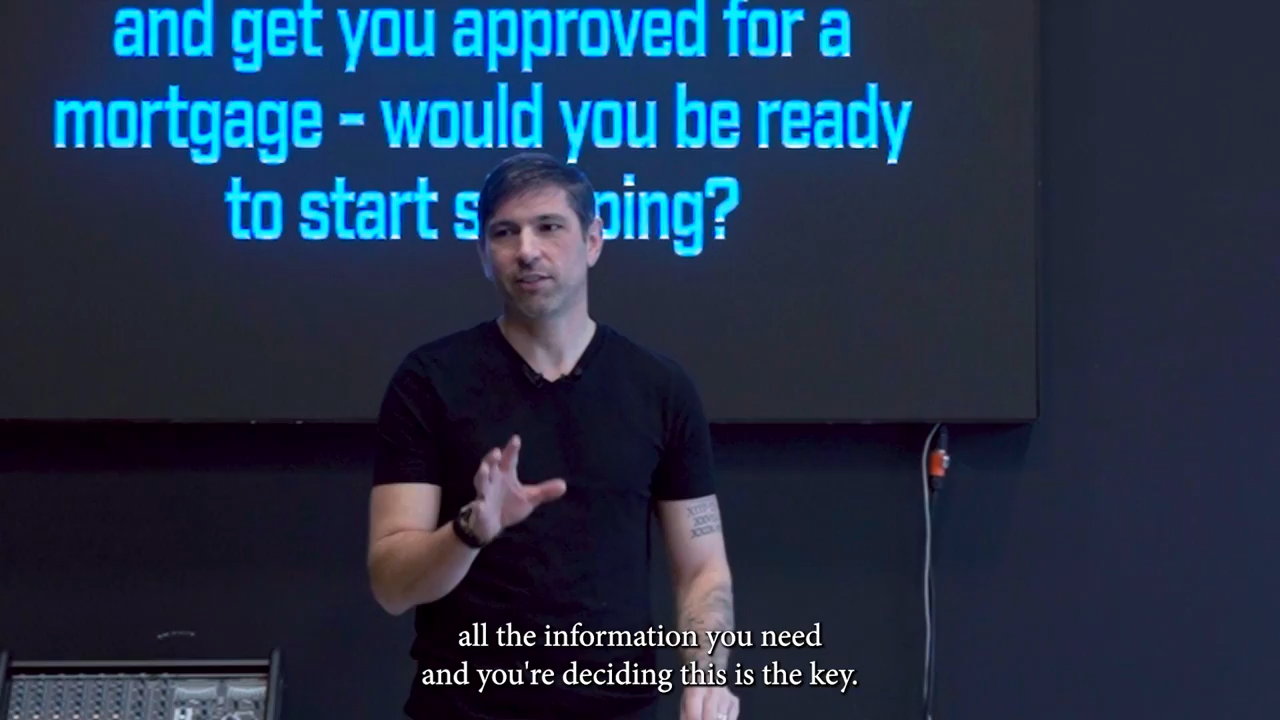 and get you approved for a
mortgage - would you be ready
to start s ping?
all the information you need
and you're deciding this is the key.